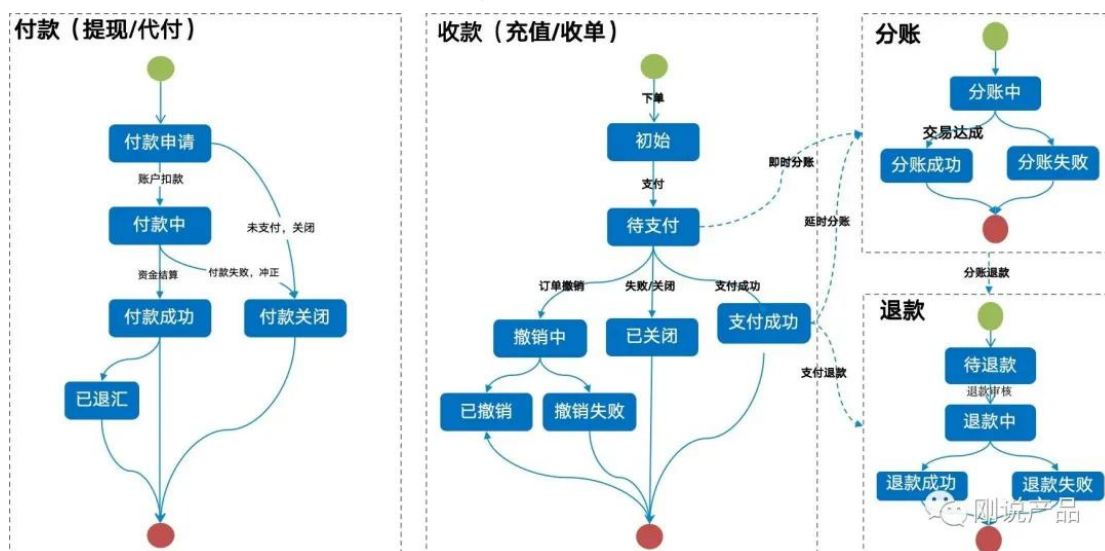 付款（提现/代付）
付款申请
账户扣款
付款中
未支付，关闭
资金结算
付款失败，冲正
付款成功
付款关闭
已退汇
收款（充值/收单）
下单
初始
支付
待支付
订单撤销
失败/关闭
支付成功
撤销中
已关闭
支付成功
已撤销
撤销失败
即时分账
延时分账
支付退款
分账
分账中
交易达成
分账成功
分账失败
分账退款
退款
待退款
退款审核
退款中
退款成功
退款失败
刚说产品